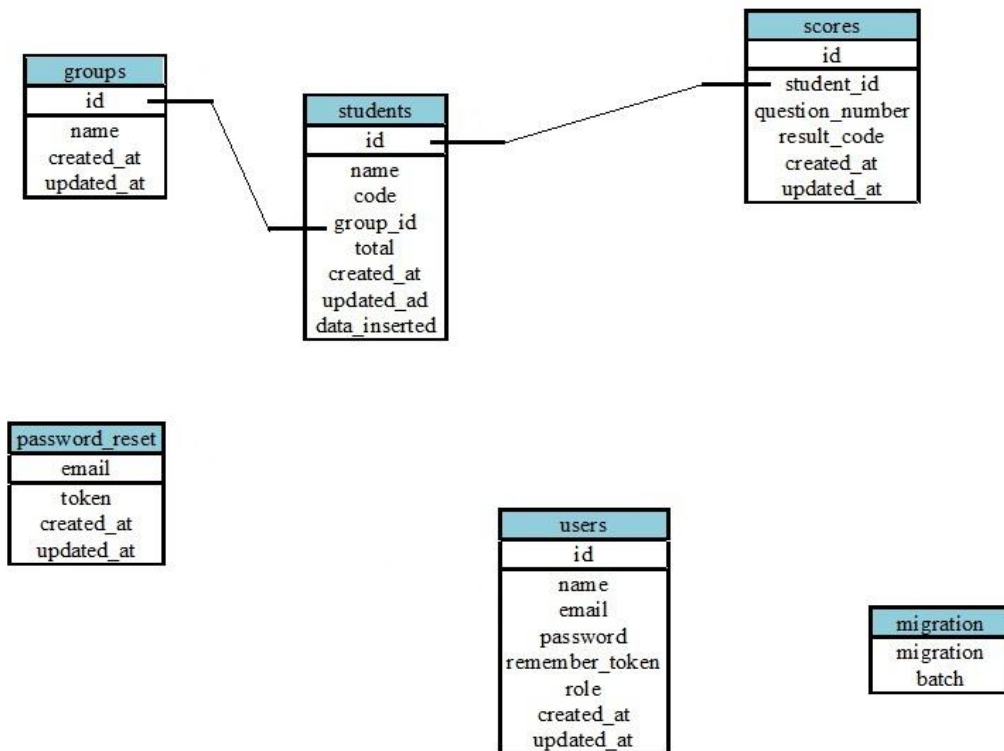 groups
id
name
created_at
updated_at
students
id
name
code
group_id
total
created_at
updated_ad
data_inserted
scores
id
student_id
question_number
result_code
created_at
updated_at
password_reset
email
token
created_at
updated_at
users
id
name
email
password
remember_token
role
created_at
updated_at
migration
migration
batch